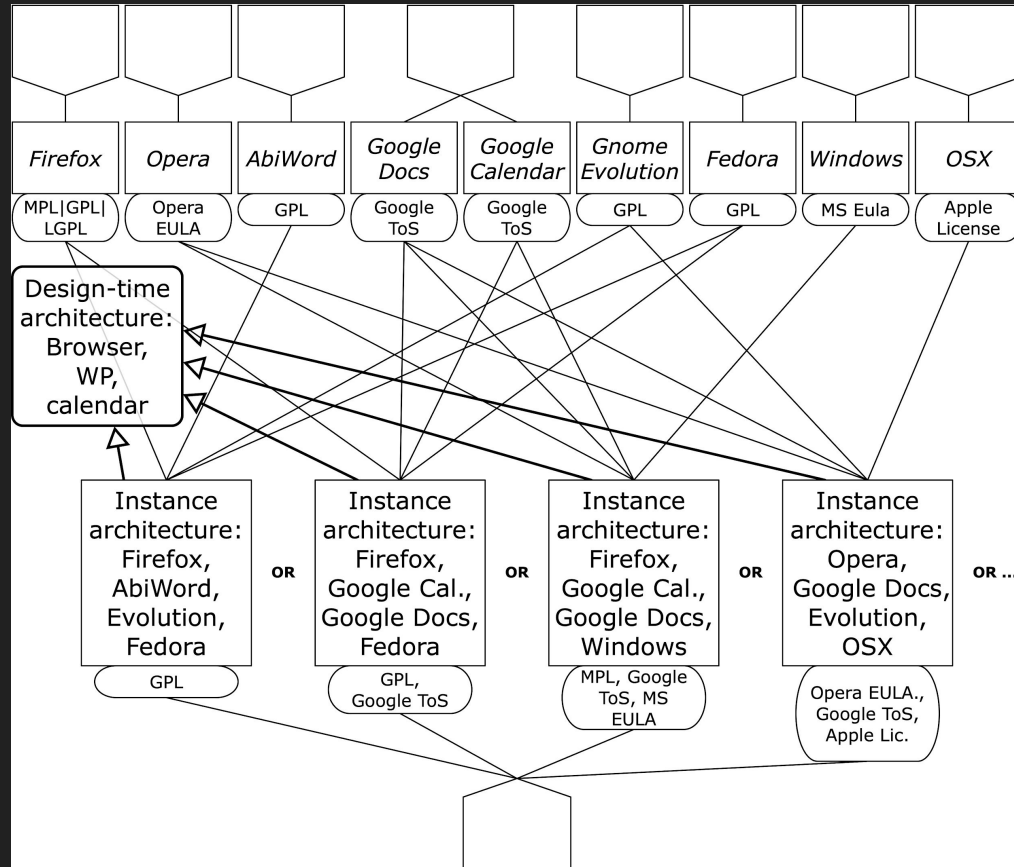 Firefox
Opera
AbiWord
Google
Docs
Google
Calendar
Gnome
Evolution
Fedora
Windows
OSX
MPL|GPL|
LGPL
Opera
EULA
GPL
Google
ToS
Google
ToS
GPL
GPL
MS Eula
Apple
License
Design-time
architecture:
Browser,
WP,
calendar
Instance
architecture:
Firefox,
AbiWord,
Evolution,
Fedora
OR
Instance
architecture:
Firefox,
Google Cal.,
Google Docs,
Fedora
OR
Instance
architecture:
Firefox,
Google Cal.,
Google Docs,
Windows
OR
Instance
architecture:
Opera,
Google Docs,
Evolution,
OSX
OR ...
GPL
GPL,
Google ToS
MPL, Google
ToS, MS
EULA
Opera EULA.,
Google ToS,
Apple Lic.